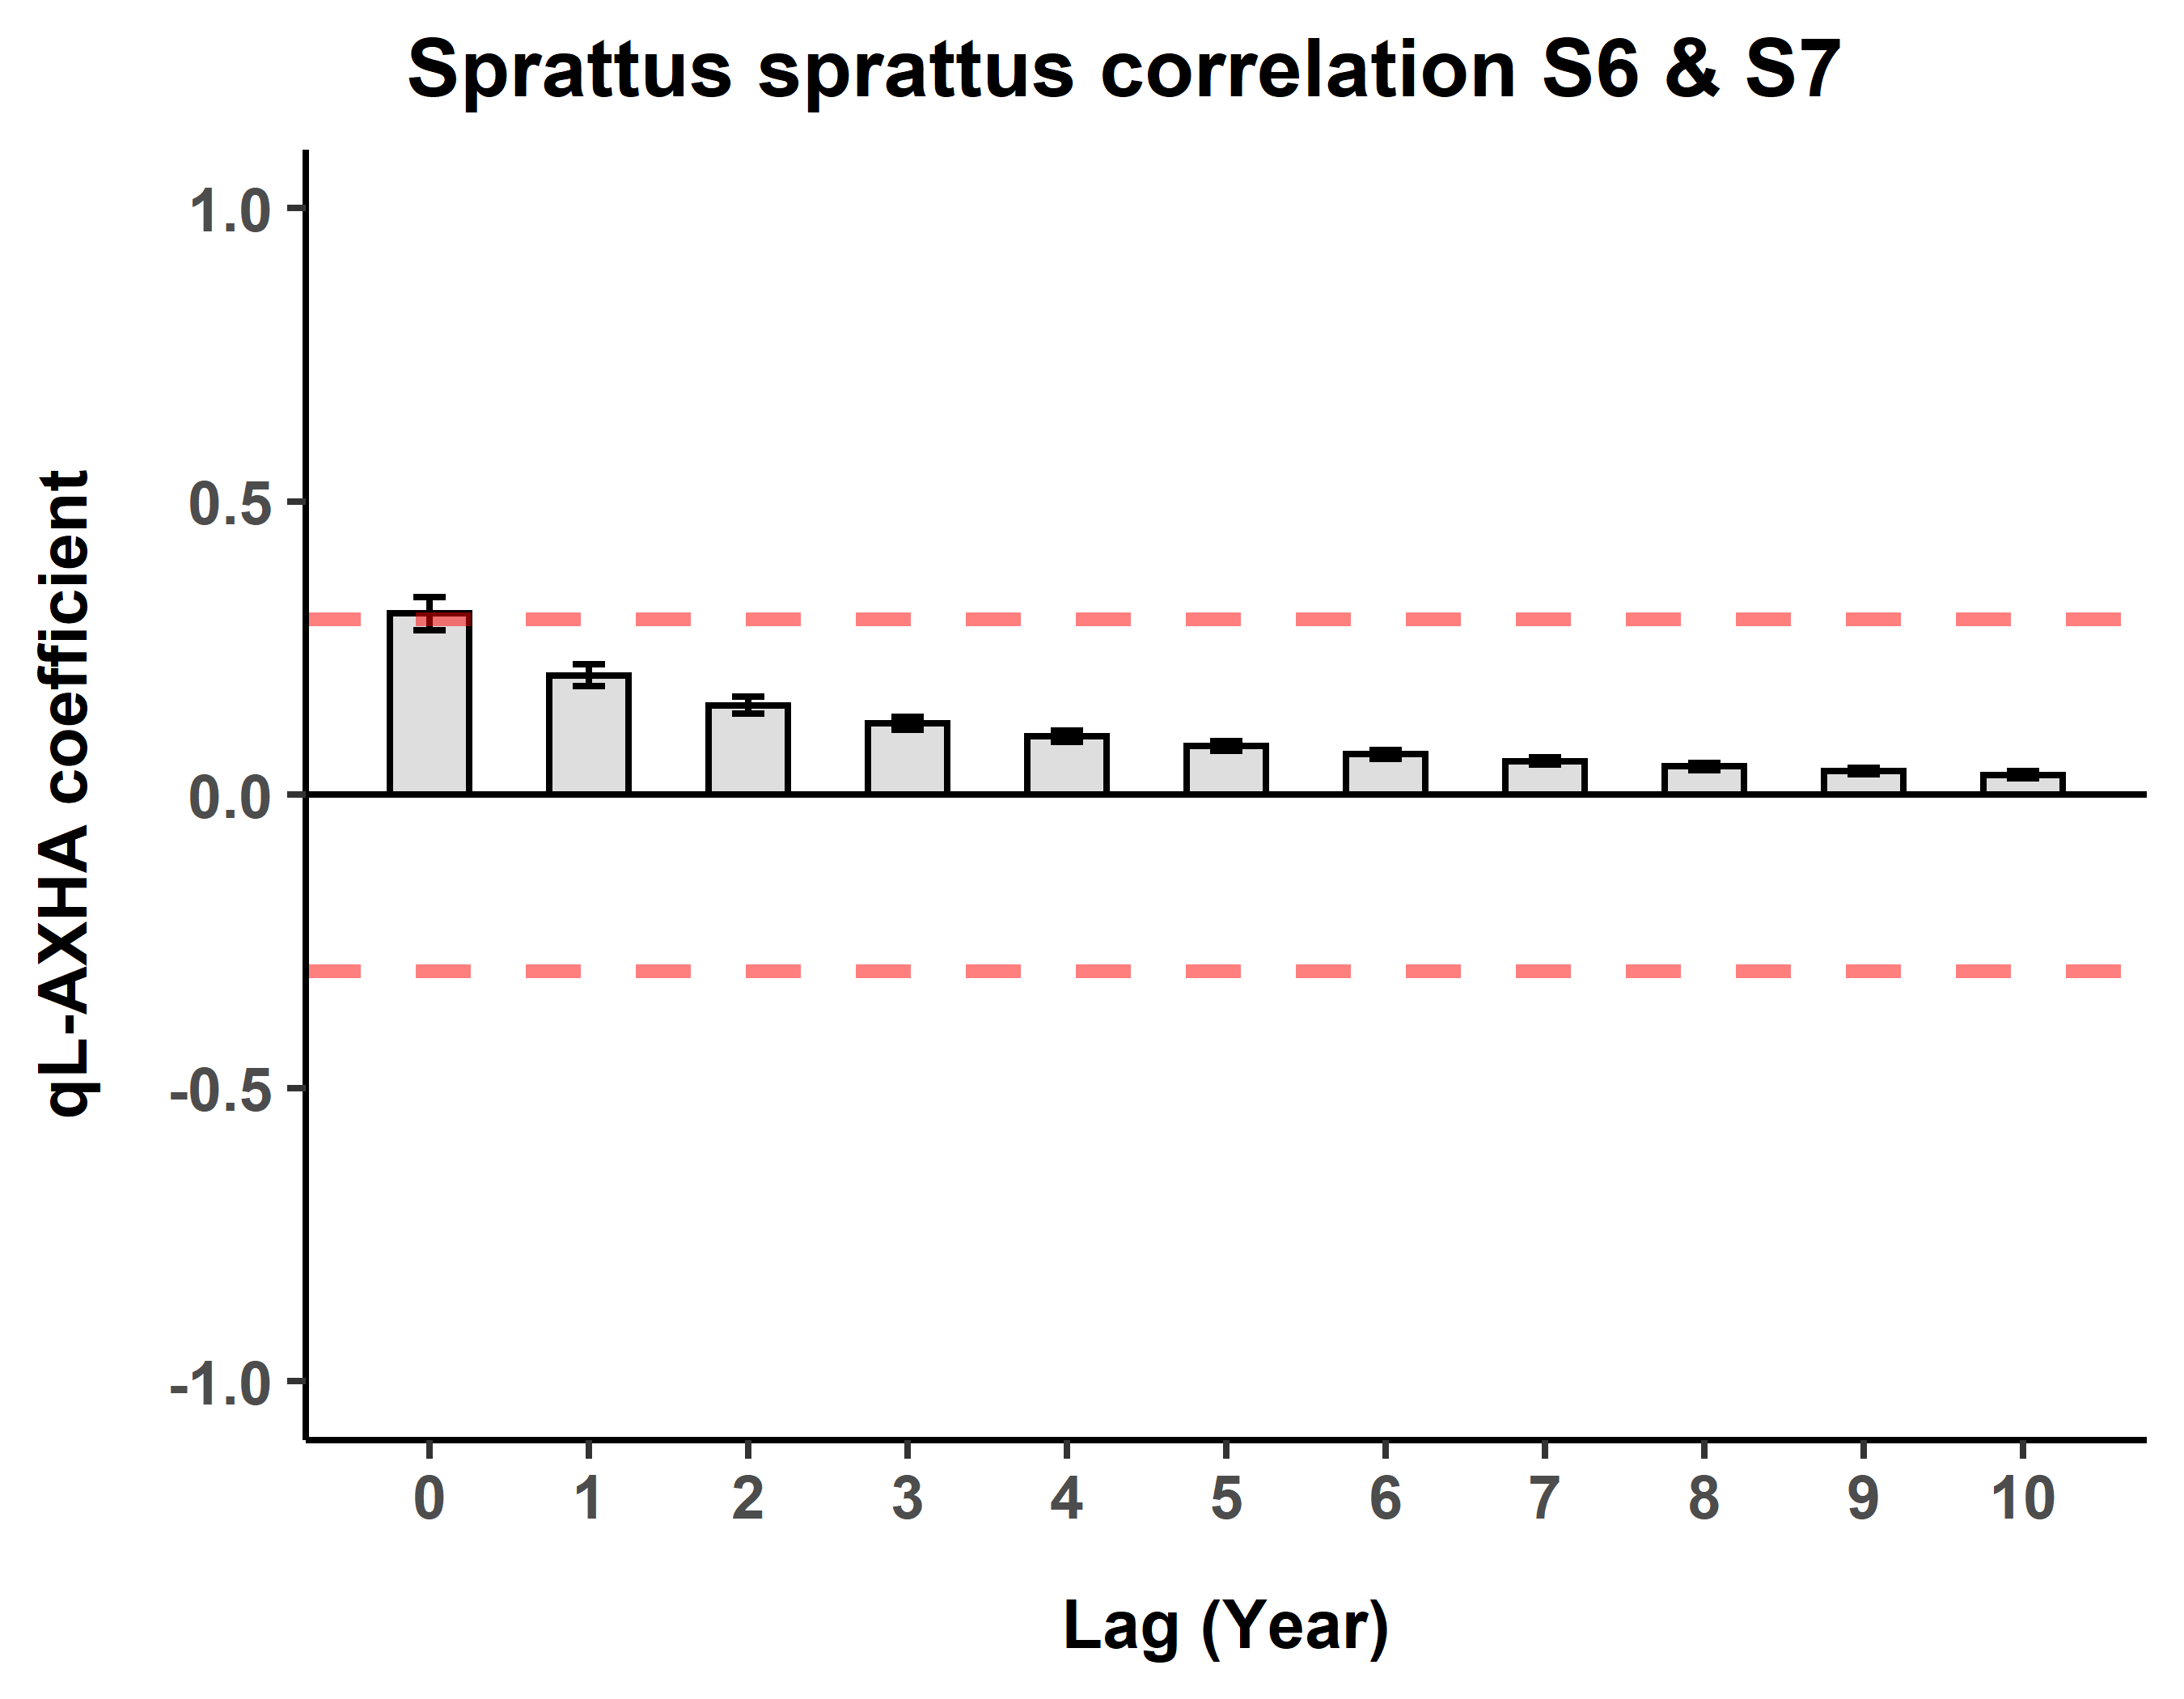 Sprattus sprattus correlation S6 & S7
qL-AXHA coefficient
1.0
0.5
0.0
-0.5
-1.0
0 1 2 3 4 5 6 7 8 9 10
Lag (Year)